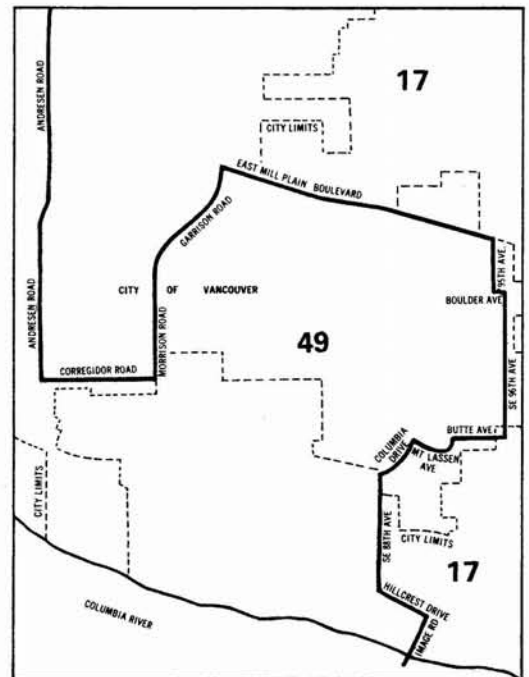 ANDRESEN ROAD
17
CITY LIMITS
EAST MILL PLAIN BOULEVARD
GARRISON ROAD
95TH AVE.
CITY OF VANCOUVER
BOULDER AVE.
ANDRESEN ROAD
MORRISON ROAD
49
SE 96TH AVE
CORREGIDOR ROAD
BUTTE AVE.
COLUMBIA
DRIVE
MT LASSEN
AVE
CITY LIMITS
SE 88TH AVE
CITY LIMITS
17
HILLCREST DRIVE
COLUMBIA RIVER
IMAGE RD